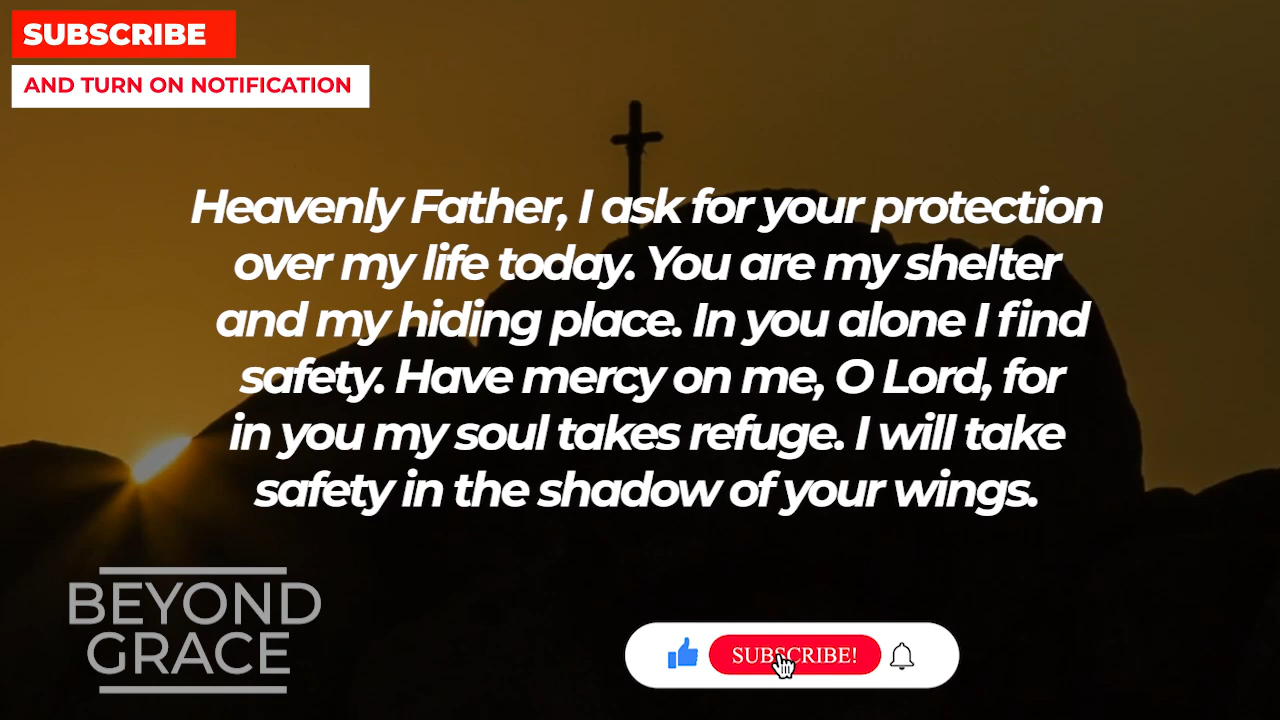 SUBSCRIBE
AND TURN ON NOTIFICATION
Heavenly Father, I ask for your protection
over my life today. You are my shelter
and my hiding place. In you alone I find
safety. Have mercy on me, O Lord, for
in you my soul takes refuge. I will take
safety in the shadow of your wings.
BEYOND
GRACE
SUBSCRIBE!